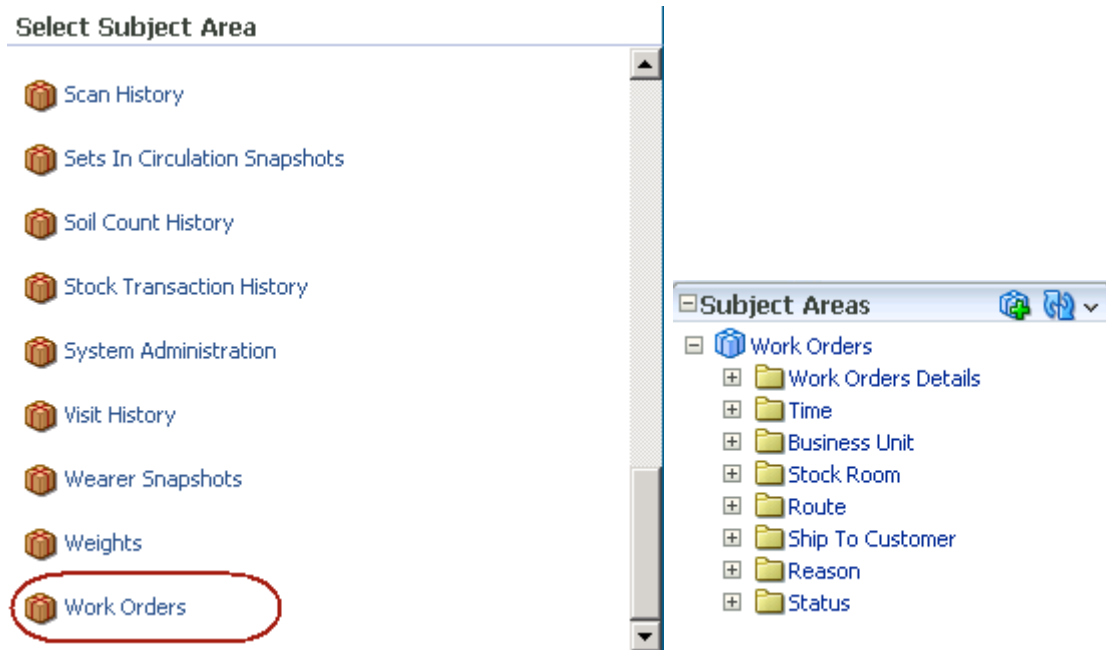 Select Subject Area
Scan History
Sets In Circulation Snapshots
Soil Count History
Stock Transaction History
System Administration
Visit History
Wearer Snapshots
Weights
Work Orders
Subject Areas
Work Orders
Work Orders Details
Time
Business Unit
Stock Room
Route
Ship To Customer
Reason
Status